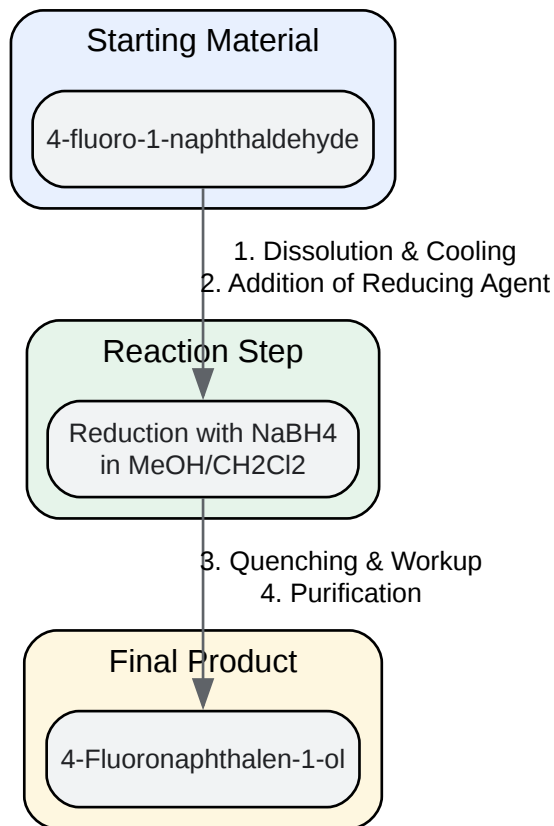 Starting Material
4-fluoro-1-naphthaldehyde
1. Dissolution & Cooling
2. Addition of Reducing Agent
Reaction Step
Reduction with NaBH4
in MeOH/CH2Cl2
3. Quenching & Workup
4. Purification
Final Product
4-Fluoronaphthalen-1-ol